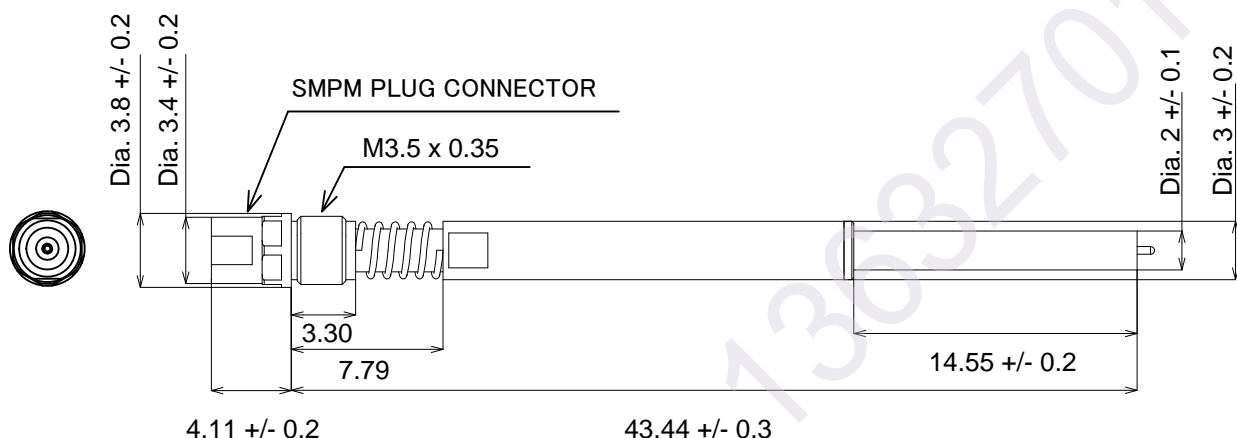 Dia. 3.8 +/- 0.2
Dia. 3.4 +/- 0.2
SMPM PLUG CONNECTOR
M3.5 x 0.35
Dia. 2 +/- 0.1
Dia. 3 +/- 0.2
3.30
7.79
14.55 +/- 0.2
4.11 +/- 0.2
43.44 +/- 0.3